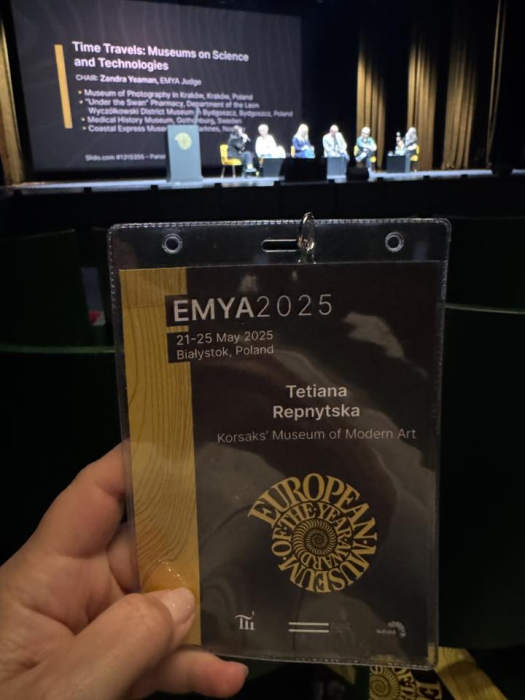 Time Travels: Museums on Science
and Technologies
CHAIR: Zandra Yeaman, EMYA Judge
• Museum of Photography in Kraków, Kraków, Poland
• "Under the Swan" Pharmacy, Department of the Leon
Wyczółkowski District Museum in Bydgoszcz, Bydgoszcz, Poland
• Medical History Museum, Gothenburg, Sweden
• Coastal Express Museum
Slido.com #1215355
EMYA2025
21-25 May 2025
Białystok, Poland
Tetiana
Repnytska
Korsaks' Museum of Modern Art
EUROPEAN·MUSEUM
OF·THE·YEAR·AWARD